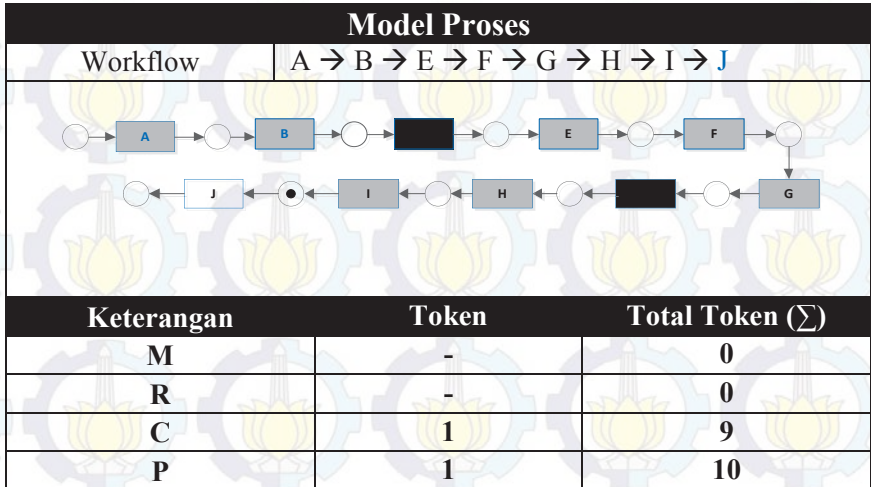 Model Proses
Workflow A → B → E → F → G → H → I → J
A B E F
J I H G
Keterangan Token Total Token (∑)
M - 0
R - 0
C 1 9
P 1 10